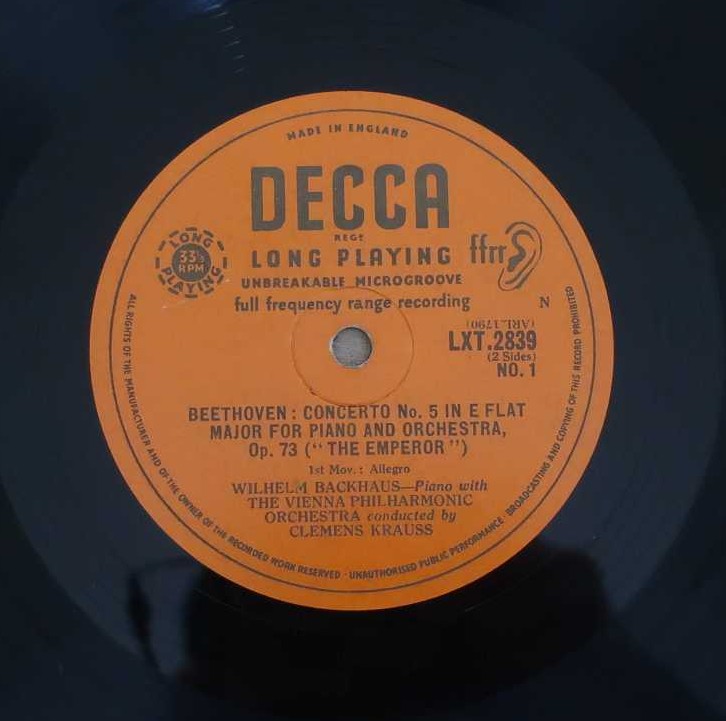 MADE IN ENGLAND
DECCA
REGD
LONG PLAYING
ffrr
LONG PLAYING
33⅓
RPM
UNBREAKABLE MICROGROOVE
full frequency range recording
N
(ARL.1790)
LXT.2839
(2 Sides)
NO. 1
BEETHOVEN : CONCERTO No. 5 IN E FLAT
MAJOR FOR PIANO AND ORCHESTRA,
Op. 73 ("THE EMPEROR")
1st Mov. : Allegro
WILHELM BACKHAUS—Piano with
THE VIENNA PHILHARMONIC
ORCHESTRA conducted by
CLEMENS KRAUSS
ALL RIGHTS OF THE MANUFACTURER AND OF THE OWNER OF THE RECORDED WORK RESERVED · UNAUTHORISED PUBLIC PERFORMANCE BROADCASTING AND COPYING OF THIS RECORD PROHIBITED